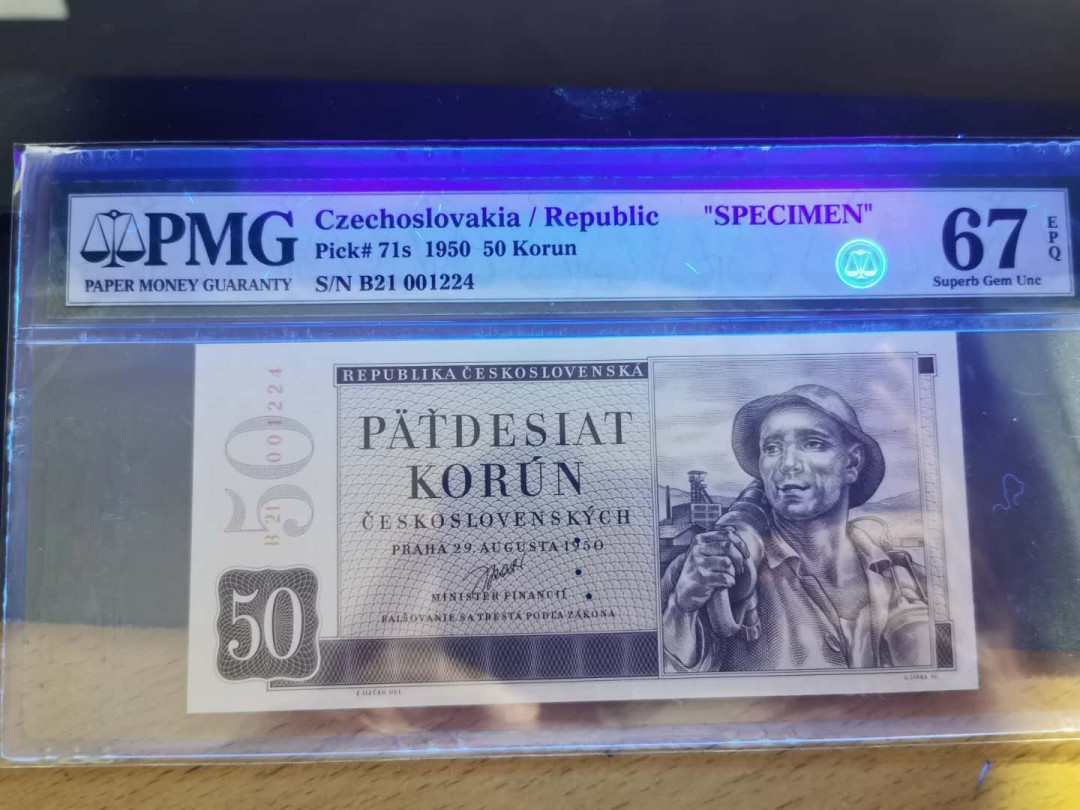 PMG
PAPER MONEY GUARANTY
Czechoslovakia / Republic
Pick# 71s 1950 50 Korun
S/N B21 001224
"SPECIMEN"
67
EPQ
Superb Gem Unc
50
B 21 001224
50
REPUBLIKA ČESKOSLOVENSKÁ
PÄŤDESIAT
KORÚN
ČESKOSLOVENSKÝCH
PRAHA 29. AUGUSTA 1950
MINISTER FINANCIÍ
FALŠOVANIE SA TRESTÁ PODĽA ZÁKONA